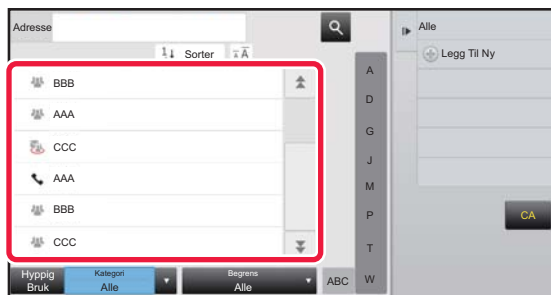 Adresse
1↓ Sorter
Ā
BBB
AAA
CCC
AAA
BBB
CCC
A
D
G
J
M
P
T
W
Hyppig
Bruk
Kategori
Alle
Begrens
Alle
ABC
Alle
Legg Til Ny
CA